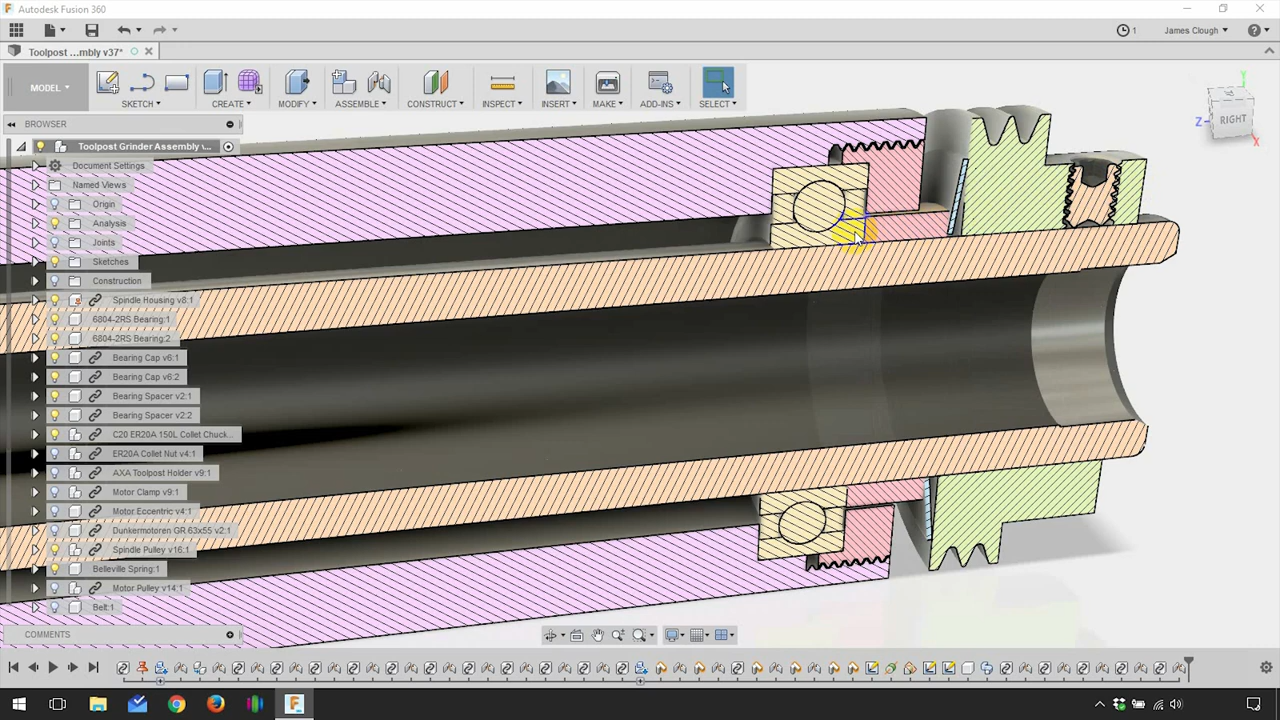 Autodesk Fusion 360
1
James Clough
Toolpost ...mbly v37*
MODEL
SKETCH
CREATE
MODIFY
ASSEMBLE
CONSTRUCT
INSPECT
INSERT
MAKE
ADD-INS
SELECT
BROWSER
Toolpost Grinder Assembly v...
Document Settings
Named Views
Origin
Analysis
Joints
Sketches
Construction
Spindle Housing v8:1
6804-2RS Bearing:1
6804-2RS Bearing:2
Bearing Cap v6:1
Bearing Cap v6:2
Bearing Spacer v2:1
Bearing Spacer v2:2
C20 ER20A 150L Collet Chuck...
ER20A Collet Nut v4:1
AXA Toolpost Holder v9:1
Motor Clamp v9:1
Motor Eccentric v4:1
Dunkermotoren GR 63x55 v2:1
Spindle Pulley v16:1
Belleville Spring:1
Motor Pulley v14:1
Belt:1
COMMENTS
Y
Z
RIGHT
X